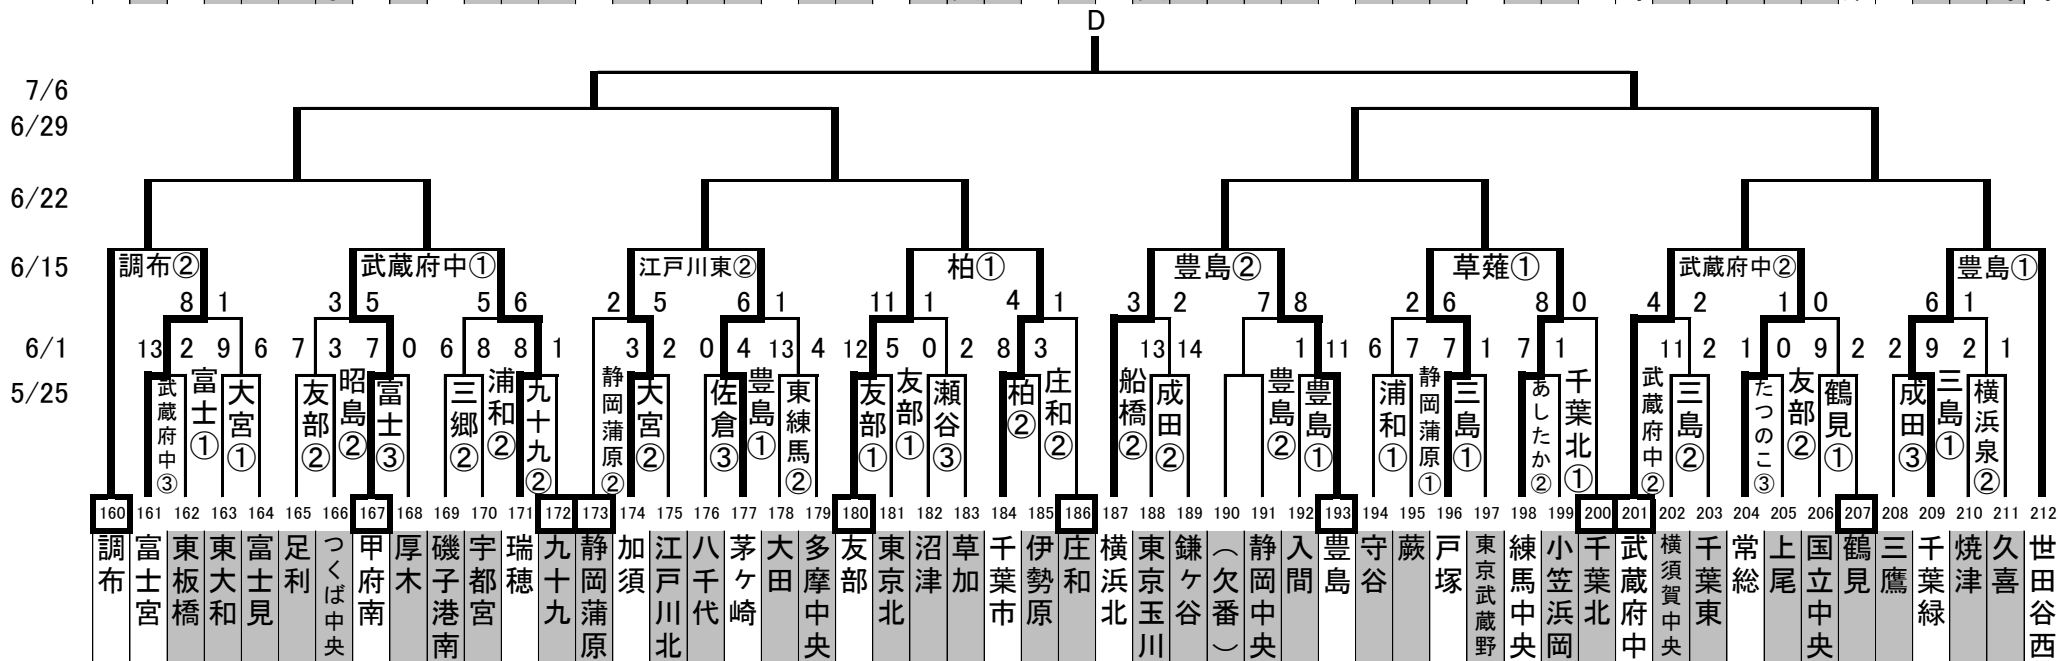 D
7/6
6/29
6/22
6/15
調布② 武蔵府中① 江戸川東② 柏① 豊島② 草薙① 武蔵府中② 豊島①
8 1 3 5 5 6 2 5 6 1 11 1 4 1 3 2 7 8 2 6 8 0 4 2 1 0 6 1
6/1
13 2 9 6 7 3 7 0 6 8 8 1 3 2 0 4 13 4 12 5 0 2 8 3 13 14 1 11 6 7 7 1 7 1 11 2 1 0 9 2 2 9 2 1
5/25
武蔵府中③ 富士① 大宮① 友部② 昭島② 富士③ 三郷② 浦和② 九十九② 静岡蒲原② 大宮② 佐倉③ 豊島① 東練馬② 友部① 友部① 瀬谷③ 柏② 庄和② 船橋② 成田② 豊島② 豊島① 浦和① 静岡蒲原① 三島① あしたか② 千葉北① 武蔵府中② 三島② たつのこ③ 友部② 鶴見① 成田③ 三島① 横浜泉②
160 161 162 163 164 165 166 167 168 169 170 171 172 173 174 175 176 177 178 179 180 181 182 183 184 185 186 187 188 189 190 191 192 193 194 195 196 197 198 199 200 201 202 203 204 205 206 207 208 209 210 211 212
調布 富士宮 東板橋 東大和 富士見 足利 つくば中央 甲府南 厚木 磯子港南 宇都宮 瑞穂 九十九 静岡蒲原 加須 江戸川北 八千代 茅ヶ崎 大田 多摩中央 友部 東京北 沼津 草加 千葉市 伊勢原 庄和 横浜北 東京玉川 鎌ヶ谷 （欠番） 静岡中央 入間 豊島 守谷 蕨 戸塚 東京武蔵野 練馬中央 小笠浜岡 千葉北 武蔵府中 横須賀中央 千葉東 常総 上尾 国立中央 鶴見 三鷹 千葉緑 焼津 久喜 世田谷西